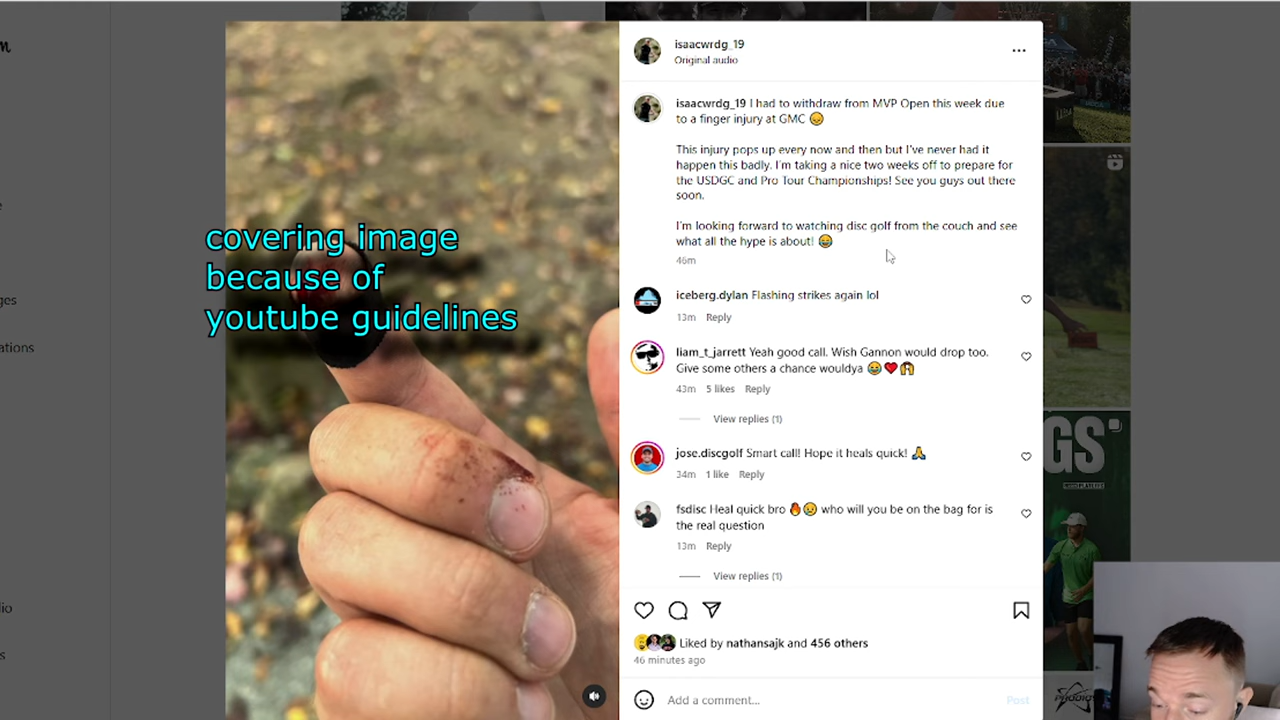 isaacwrdg_19
Original audio
isaacwrdg_19 I had to withdraw from MVP Open this week due
to a finger injury at GMC 😞
This injury pops up every now and then but I've never had it
happen this badly. I'm taking a nice two weeks off to prepare for
the USDGC and Pro Tour Championships! See you guys out there
soon.
I'm looking forward to watching disc golf from the couch and see
what all the hype is about! 😂
46m
covering image
because of
youtube guidelines
iceberg.dylan Flashing strikes again lol
13m Reply
liam_t_jarrett Yeah good call. Wish Gannon would drop too.
Give some others a chance wouldya 😂❤️🙌
43m 5 likes Reply
View replies (1)
jose.discgolf Smart call! Hope it heals quick! 🙏
34m 1 like Reply
fsdisc Heal quick bro 🔥😉 who will you be on the bag for is
the real question
13m Reply
View replies (1)
Liked by nathansajk and 456 others
46 minutes ago
Add a comment...
Post
ges
ations
io
s
GS
PRODIGY